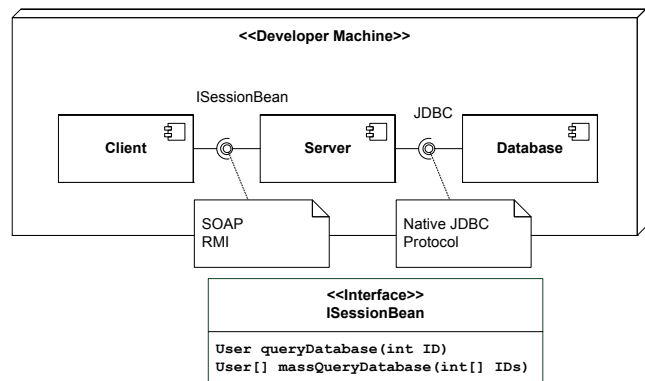 <<Developer Machine>>
ISessionBean
JDBC
Client
Server
Database
SOAP
RMI
Native JDBC
Protocol
<<Interface>>
ISessionBean
User queryDatabase(int ID)
User[] massQueryDatabase(int[] IDs)